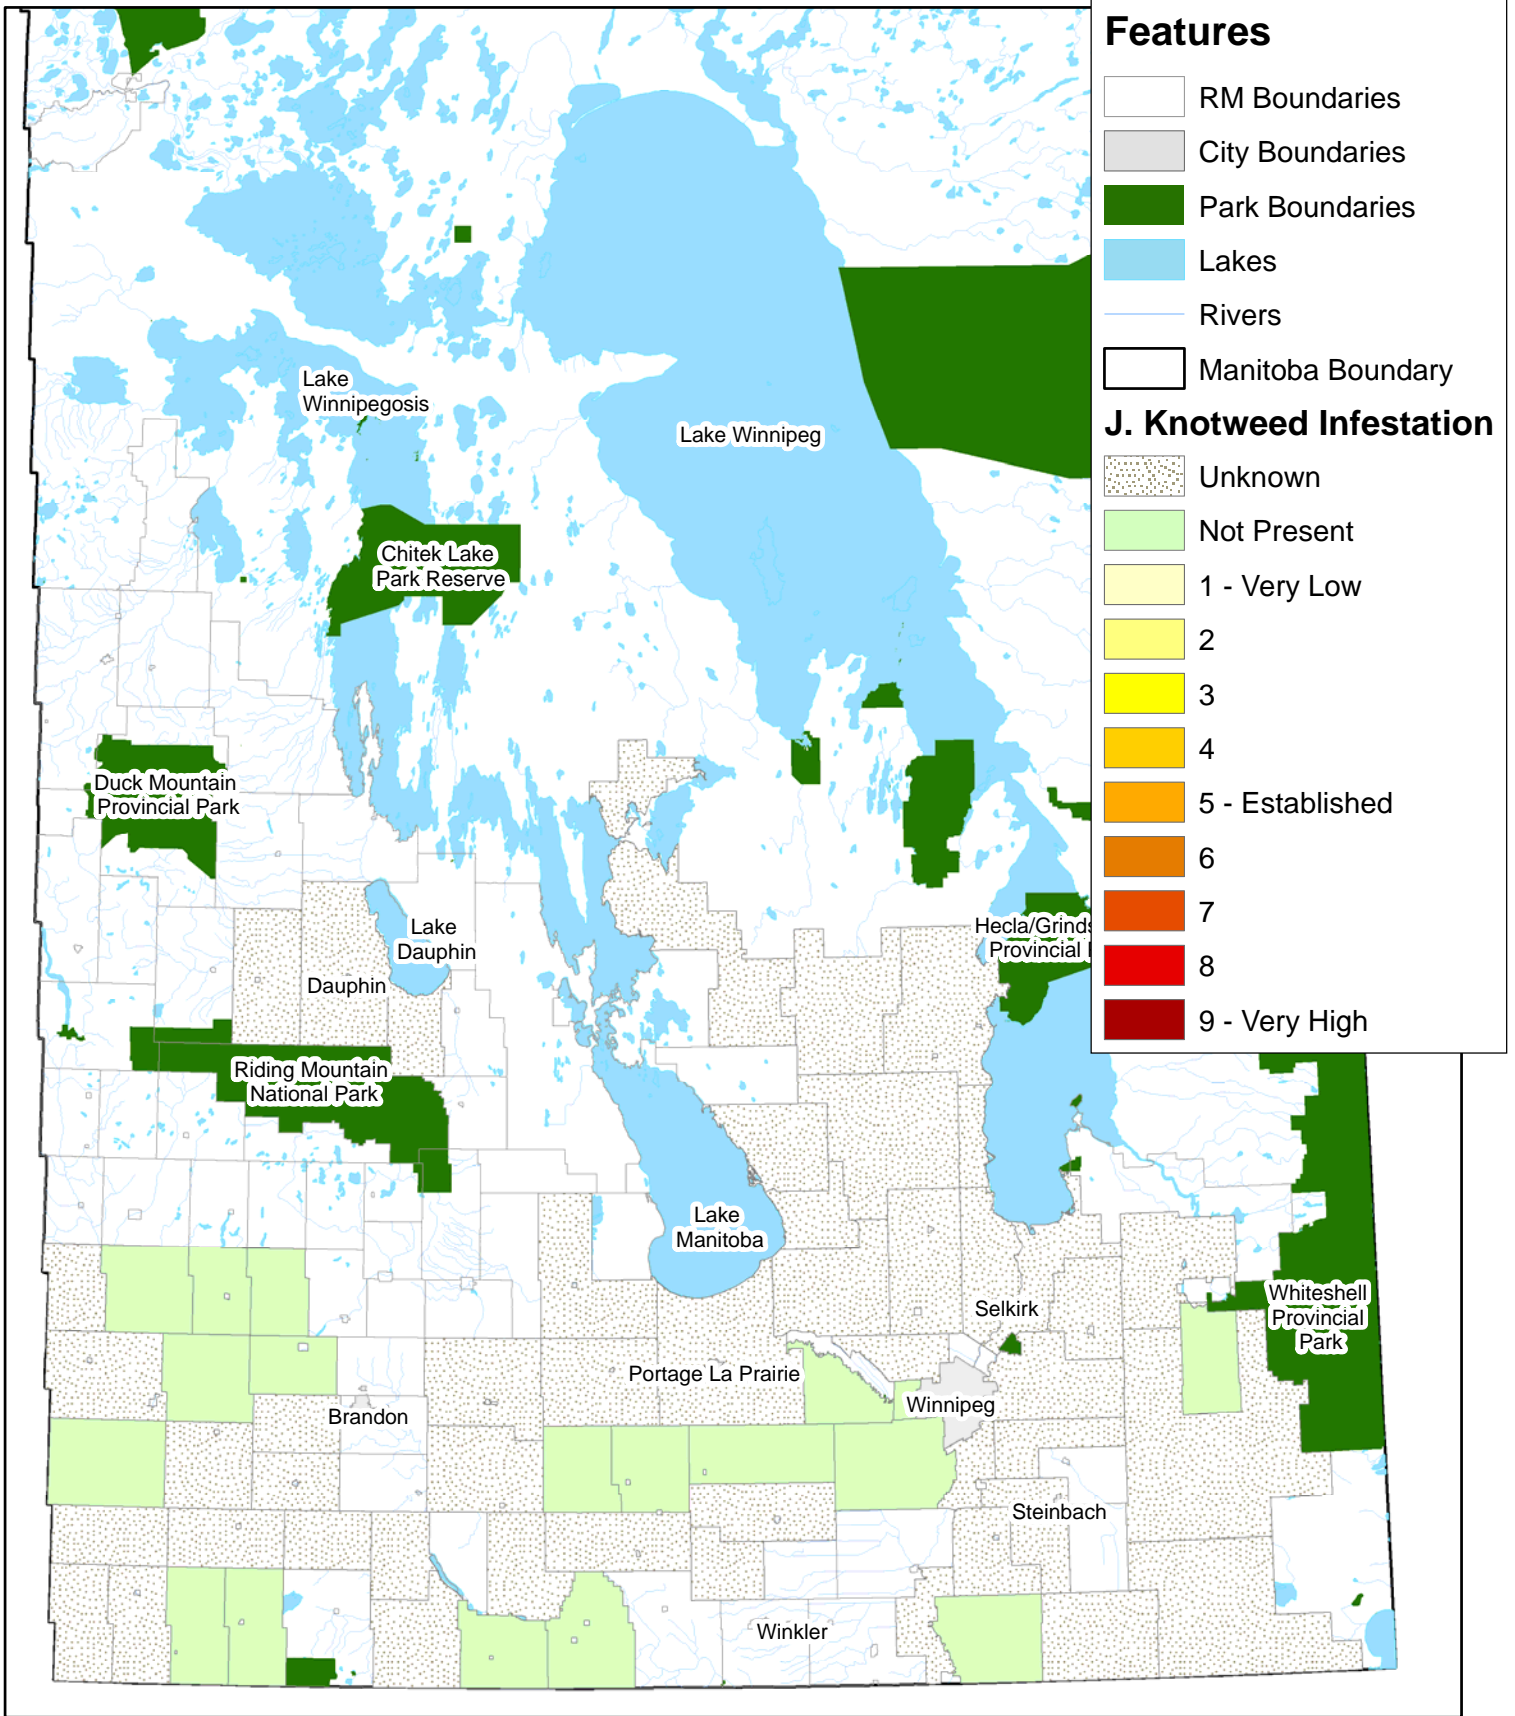 Features
RM Boundaries
City Boundaries
Park Boundaries
Lakes
Rivers
Manitoba Boundary
J. Knotweed Infestation
Unknown
Not Present
1 - Very Low
2
3
4
5 - Established
6
7
8
9 - Very High
Lake
Winnipegosis
Lake Winnipeg
Chitek Lake
Park Reserve
Duck Mountain
Provincial Park
Lake
Dauphin
Dauphin
Hecla/Grinds
Provincial
Riding Mountain
National Park
Lake
Manitoba
Selkirk
Whiteshell
Provincial
Park
Portage La Prairie
Winnipeg
Brandon
Steinbach
Winkler